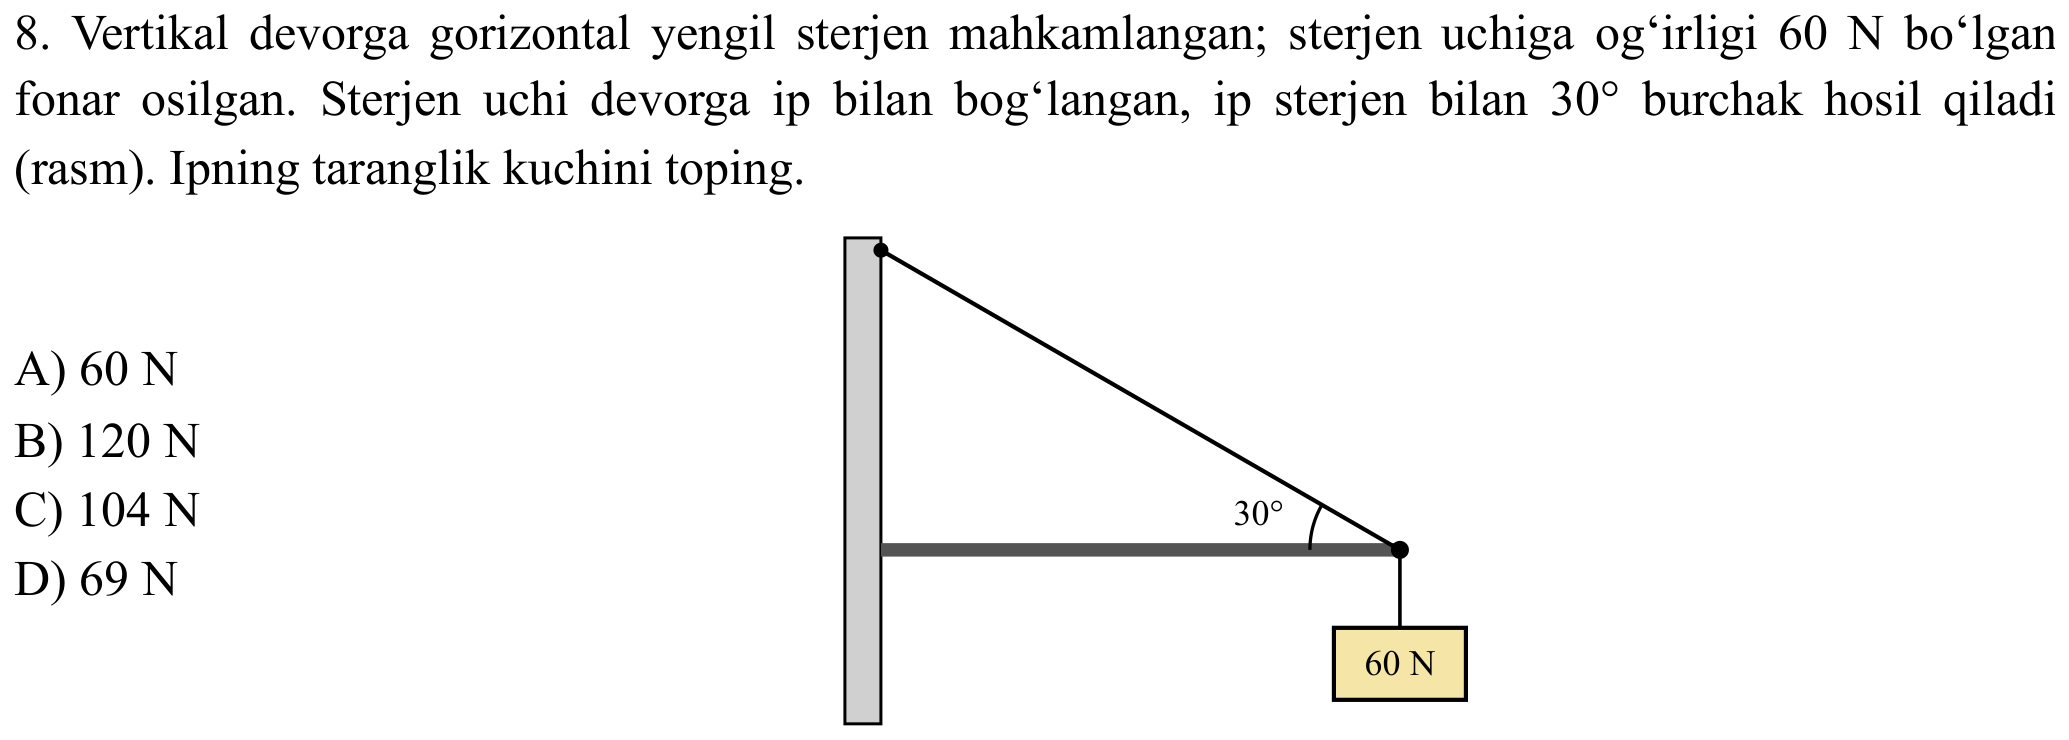 8. Vertikal devorga gorizontal yengil sterjen mahkamlangan; sterjen uchiga og‘irligi 60 N bo‘lgan
fonar osilgan. Sterjen uchi devorga ip bilan bog‘langan, ip sterjen bilan 30° burchak hosil qiladi
(rasm). Ipning taranglik kuchini toping.
A) 60 N
B) 120 N
C) 104 N
D) 69 N
30°
60 N